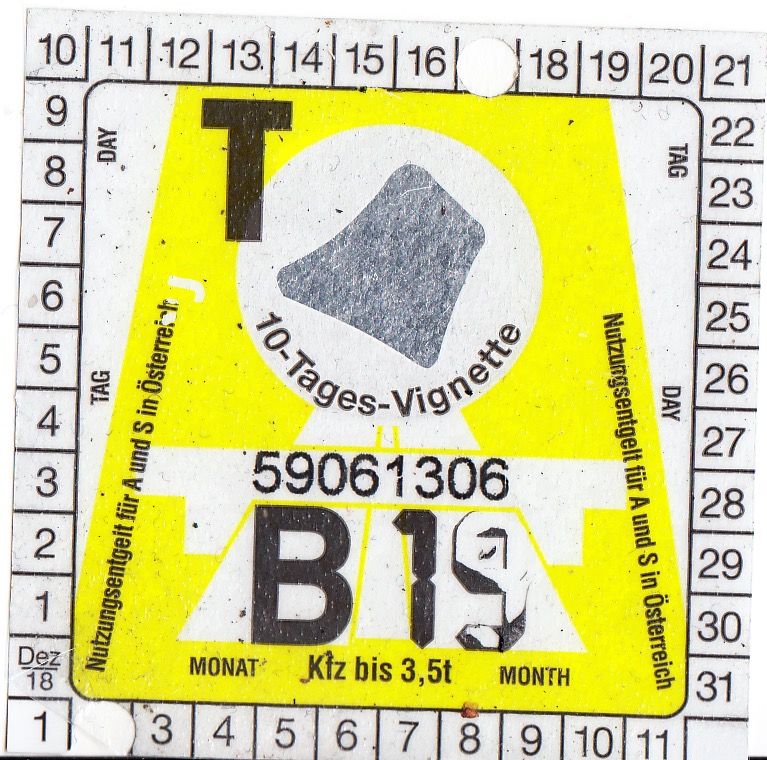 10 11 12 13 14 15 16 18 19 20 21
9
8
7
6
5
4
3
2
1
Dez
18
22
23
24
25
26
27
28
29
30
31
DAY
TAG
TAG
DAY
T
10-Tages-Vignette
Nutzungsentgelt für A und S in Österreich
Nutzungsentgelt für A und S in Österreich
59061306
B 19
MONAT Kfz bis 3,5t MONTH
1 3 4 5 6 7 8 9 10 11